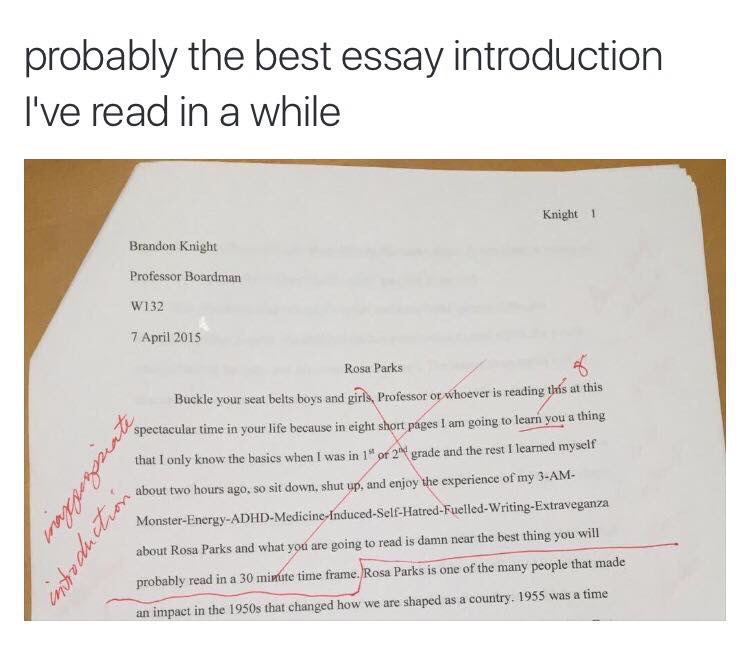 probably the best essay introduction
I've read in a while
Knight 1
Brandon Knight
Professor Boardman
W132
7 April 2015
Rosa Parks
Buckle your seat belts boys and girls, Professor or whoever is reading this at this
spectacular time in your life because in eight short pages I am going to learn you a thing
that I only know the basics when I was in 1st or 2nd grade and the rest I learned myself
about two hours ago, so sit down, shut up, and enjoy the experience of my 3-AM-
Monster-Energy-ADHD-Medicine-Induced-Self-Hatred-Fuelled-Writing-Extraveganza
about Rosa Parks and what you are going to read is damn near the best thing you will
probably read in a 30 minute time frame. Rosa Parks is one of the many people that made
an impact in the 1950s that changed how we are shaped as a country. 1955 was a time
inappropriate
introduction